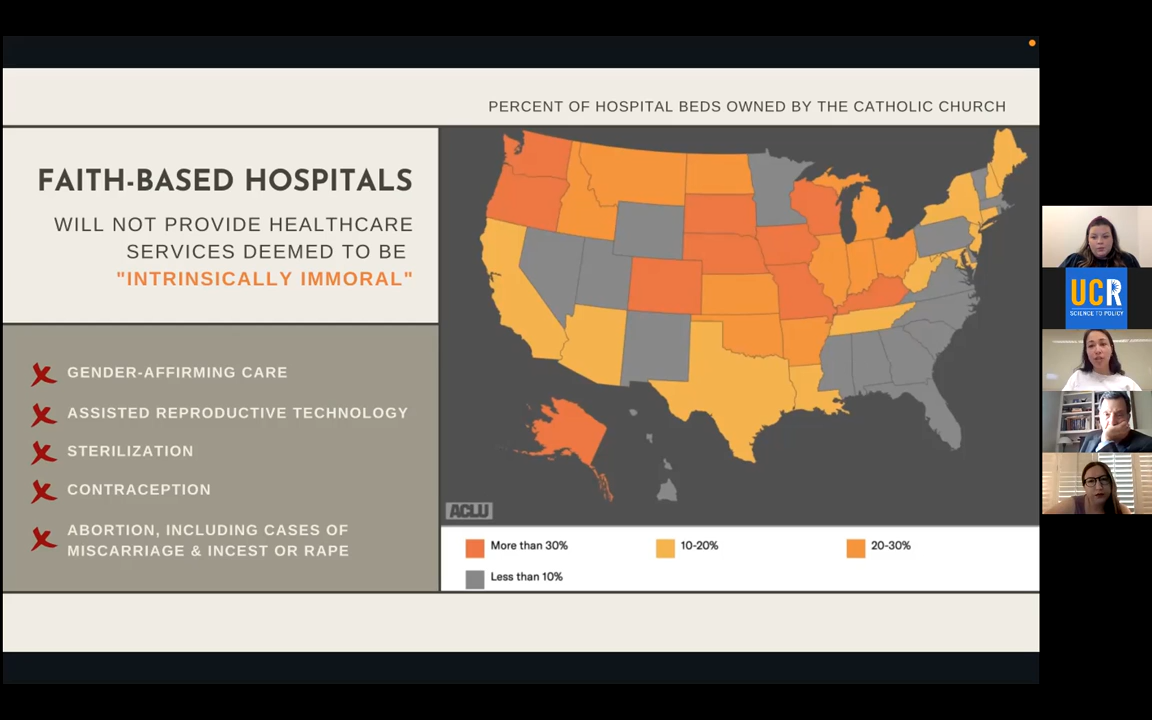 PERCENT OF HOSPITAL BEDS OWNED BY THE CATHOLIC CHURCH
FAITH-BASED HOSPITALS
WILL NOT PROVIDE HEALTHCARE
SERVICES DEEMED TO BE
"INTRINSICALLY IMMORAL"
GENDER-AFFIRMING CARE
ASSISTED REPRODUCTIVE TECHNOLOGY
STERILIZATION
CONTRACEPTION
ABORTION, INCLUDING CASES OF
MISCARRIAGE & INCEST OR RAPE
ACLU
More than 30%
10-20%
20-30%
Less than 10%
UCR
SCIENCE TO POLICY